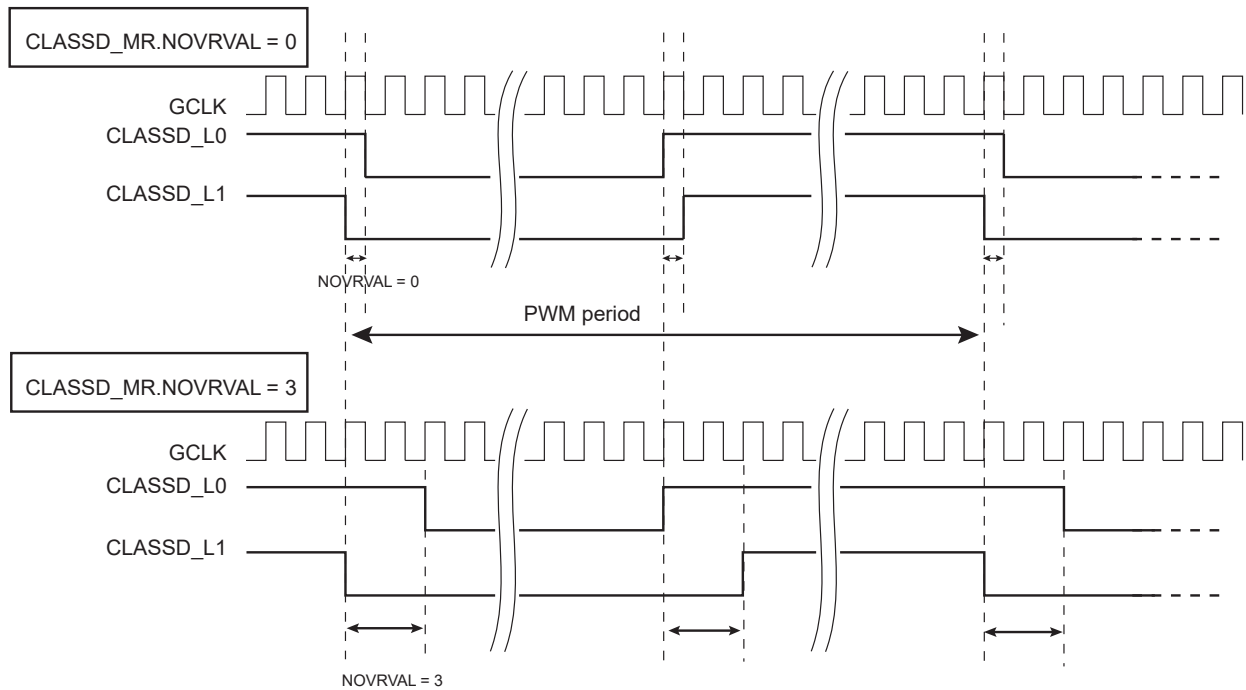 CLASSD_MR.NOVRVAL = 0
GCLK
CLASSD_L0
CLASSD_L1
NOVRVAL = 0
PWM period
CLASSD_MR.NOVRVAL = 3
GCLK
CLASSD_L0
CLASSD_L1
NOVRVAL = 3